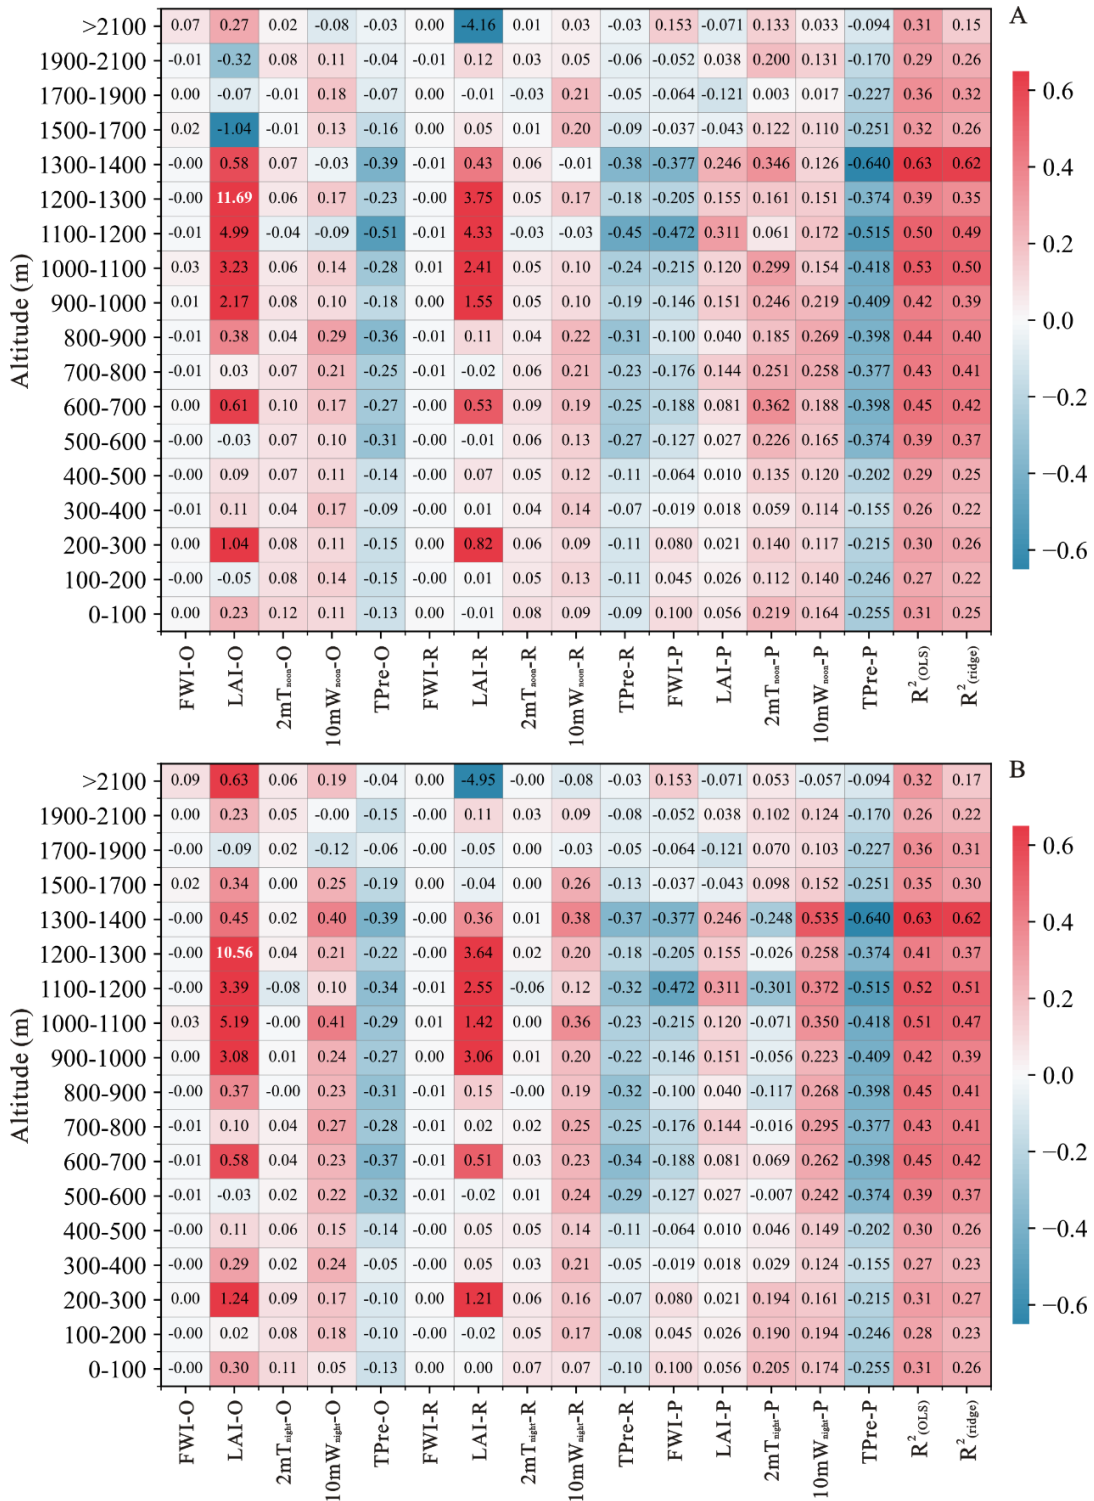 A
>2100 0.07 0.27 0.02 -0.08 -0.03 0.00 -4.16 0.01 0.03 -0.03 0.153 -0.071 0.133 0.033 -0.094 0.31 0.15
1900-2100 -0.01 -0.32 0.08 0.11 -0.04 -0.01 0.12 0.03 0.05 -0.06 -0.052 0.038 0.200 0.131 -0.170 0.29 0.26
1700-1900 0.00 -0.07 -0.01 0.18 -0.07 0.00 -0.01 -0.03 0.21 -0.05 -0.064 -0.121 0.003 0.017 -0.227 0.36 0.32
1500-1700 0.02 -1.04 -0.01 0.13 -0.16 0.00 0.05 0.01 0.20 -0.09 -0.037 -0.043 0.122 0.110 -0.251 0.32 0.26
1300-1400 -0.00 0.58 0.07 -0.03 -0.39 -0.01 0.43 0.06 -0.01 -0.38 -0.377 0.246 0.346 0.126 -0.640 0.63 0.62
1200-1300 -0.00 11.69 0.06 0.17 -0.23 -0.00 3.75 0.05 0.17 -0.18 -0.205 0.155 0.161 0.151 -0.374 0.39 0.35
1100-1200 -0.01 4.99 -0.04 -0.09 -0.51 -0.01 4.33 -0.03 -0.03 -0.45 -0.472 0.311 0.061 0.172 -0.515 0.50 0.49
1000-1100 0.03 3.23 0.06 0.14 -0.28 0.01 2.41 0.05 0.10 -0.24 -0.215 0.120 0.299 0.154 -0.418 0.53 0.50
900-1000 0.01 2.17 0.08 0.10 -0.18 0.00 1.55 0.05 0.10 -0.19 -0.146 0.151 0.246 0.219 -0.409 0.42 0.39
800-900 -0.01 0.38 0.04 0.29 -0.36 -0.01 0.11 0.04 0.22 -0.31 -0.100 0.040 0.185 0.269 -0.398 0.44 0.40
700-800 -0.01 0.03 0.07 0.21 -0.25 -0.01 -0.02 0.06 0.21 -0.23 -0.176 0.144 0.251 0.258 -0.377 0.43 0.41
600-700 0.00 0.61 0.10 0.17 -0.27 -0.00 0.53 0.09 0.19 -0.25 -0.188 0.081 0.362 0.188 -0.398 0.45 0.42
500-600 -0.00 -0.03 0.07 0.10 -0.31 -0.00 -0.01 0.06 0.13 -0.27 -0.127 0.027 0.226 0.165 -0.374 0.39 0.37
400-500 -0.00 0.09 0.07 0.11 -0.14 -0.00 0.07 0.05 0.12 -0.11 -0.064 0.010 0.135 0.120 -0.202 0.29 0.25
300-400 -0.01 0.11 0.04 0.17 -0.09 -0.00 0.01 0.04 0.14 -0.07 -0.019 0.018 0.059 0.114 -0.155 0.26 0.22
200-300 0.00 1.04 0.08 0.11 -0.15 0.00 0.82 0.06 0.09 -0.11 0.080 0.021 0.140 0.117 -0.215 0.30 0.26
100-200 -0.00 -0.05 0.08 0.14 -0.15 -0.00 0.01 0.05 0.13 -0.11 0.045 0.026 0.112 0.140 -0.246 0.27 0.22
0-100 0.00 0.23 0.12 0.11 -0.13 0.00 -0.01 0.08 0.09 -0.09 0.100 0.056 0.219 0.164 -0.255 0.31 0.25
Altitude (m)
FWI-O LAI-O 2mTnoon-O 10mWnoon-O TPre-O FWI-R LAI-R 2mTnoon-R 10mWnoon-R TPre-R FWI-P LAI-P 2mTnoon-P 10mWnoon-P TPre-P R²(OLS) R²(ridge)
0.6
0.4
0.2
0.0
−0.2
−0.4
−0.6
B
>2100 0.09 0.63 0.06 0.19 -0.04 0.00 -4.95 -0.00 -0.08 -0.03 0.153 -0.071 0.053 -0.057 -0.094 0.32 0.17
1900-2100 0.00 0.23 0.05 -0.00 -0.15 0.00 0.11 0.03 0.09 -0.08 -0.052 0.038 0.102 0.124 -0.170 0.26 0.22
1700-1900 -0.00 -0.09 0.02 -0.12 -0.06 -0.00 -0.05 0.00 -0.03 -0.05 -0.064 -0.121 0.070 0.103 -0.227 0.36 0.31
1500-1700 0.02 0.34 0.00 0.25 -0.19 0.00 -0.04 0.00 0.26 -0.13 -0.037 -0.043 0.098 0.152 -0.251 0.35 0.30
1300-1400 -0.00 0.45 0.02 0.40 -0.39 -0.00 0.36 0.01 0.38 -0.37 -0.377 0.246 -0.248 0.535 -0.640 0.63 0.62
1200-1300 -0.00 10.56 0.04 0.21 -0.22 -0.00 3.64 0.02 0.20 -0.18 -0.205 0.155 -0.026 0.258 -0.374 0.41 0.37
1100-1200 -0.00 3.39 -0.08 0.10 -0.34 -0.01 2.55 -0.06 0.12 -0.32 -0.472 0.311 -0.301 0.372 -0.515 0.52 0.51
1000-1100 0.03 5.19 -0.00 0.41 -0.29 0.01 1.42 0.00 0.36 -0.23 -0.215 0.120 -0.071 0.350 -0.418 0.51 0.47
900-1000 0.00 3.08 0.01 0.24 -0.27 0.00 3.06 0.01 0.20 -0.22 -0.146 0.151 -0.056 0.223 -0.409 0.42 0.39
800-900 -0.00 0.37 -0.00 0.23 -0.31 -0.01 0.15 -0.00 0.19 -0.32 -0.100 0.040 -0.117 0.268 -0.398 0.45 0.41
700-800 -0.01 0.10 0.04 0.27 -0.28 -0.01 0.02 0.02 0.25 -0.25 -0.176 0.144 -0.016 0.295 -0.377 0.43 0.41
600-700 -0.01 0.58 0.04 0.23 -0.37 -0.01 0.51 0.03 0.23 -0.34 -0.188 0.081 0.069 0.262 -0.398 0.45 0.42
500-600 -0.01 -0.03 0.02 0.22 -0.32 -0.01 -0.02 0.01 0.24 -0.29 -0.127 0.027 -0.007 0.242 -0.374 0.39 0.37
400-500 -0.00 0.11 0.06 0.15 -0.14 -0.00 0.05 0.05 0.14 -0.11 -0.064 0.010 0.046 0.149 -0.202 0.30 0.26
300-400 -0.00 0.29 0.02 0.24 -0.05 -0.00 0.05 0.03 0.21 -0.05 -0.019 0.018 0.029 0.124 -0.155 0.27 0.23
200-300 0.00 1.24 0.09 0.17 -0.10 0.00 1.21 0.06 0.16 -0.07 0.080 0.021 0.194 0.161 -0.215 0.31 0.27
100-200 -0.00 0.02 0.08 0.18 -0.10 -0.00 -0.02 0.05 0.17 -0.08 0.045 0.026 0.190 0.194 -0.246 0.28 0.23
0-100 -0.00 0.30 0.11 0.05 -0.13 0.00 0.00 0.07 0.07 -0.10 0.100 0.056 0.205 0.174 -0.255 0.31 0.26
Altitude (m)
FWI-O LAI-O 2mTnight-O 10mWnight-O TPre-O FWI-R LAI-R 2mTnight-R 10mWnight-R TPre-R FWI-P LAI-P 2mTnight-P 10mWnight-P TPre-P R²(OLS) R²(ridge)
0.6
0.4
0.2
0.0
−0.2
−0.4
−0.6